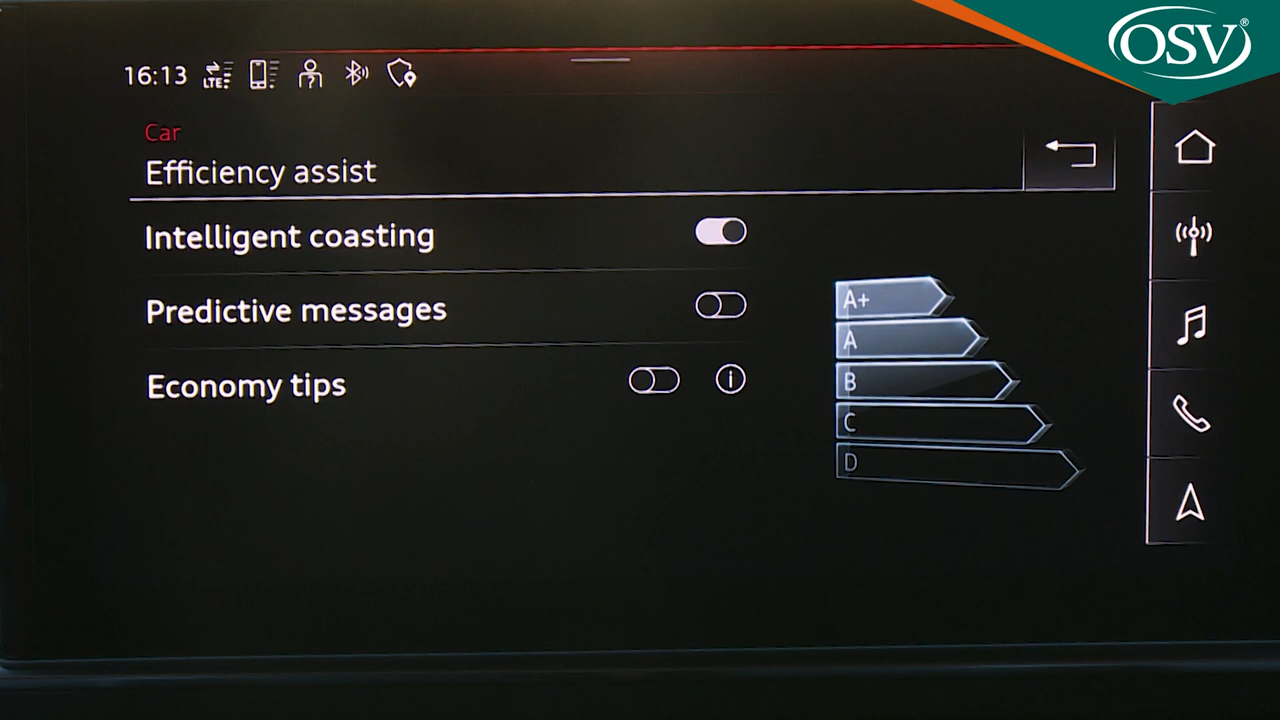 OSV®
16:13
LTE
Car
Efficiency assist
Intelligent coasting
Predictive messages
Economy tips
A+
A
B
C
D